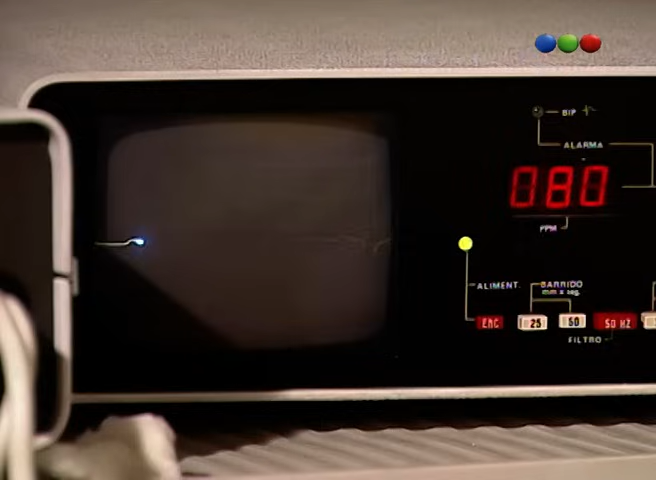 BIP
ALARMA
080
PPM
ALIMENT.
BARRIDO
mm x seg.
ENC
25
50
50 HZ
FILTRO